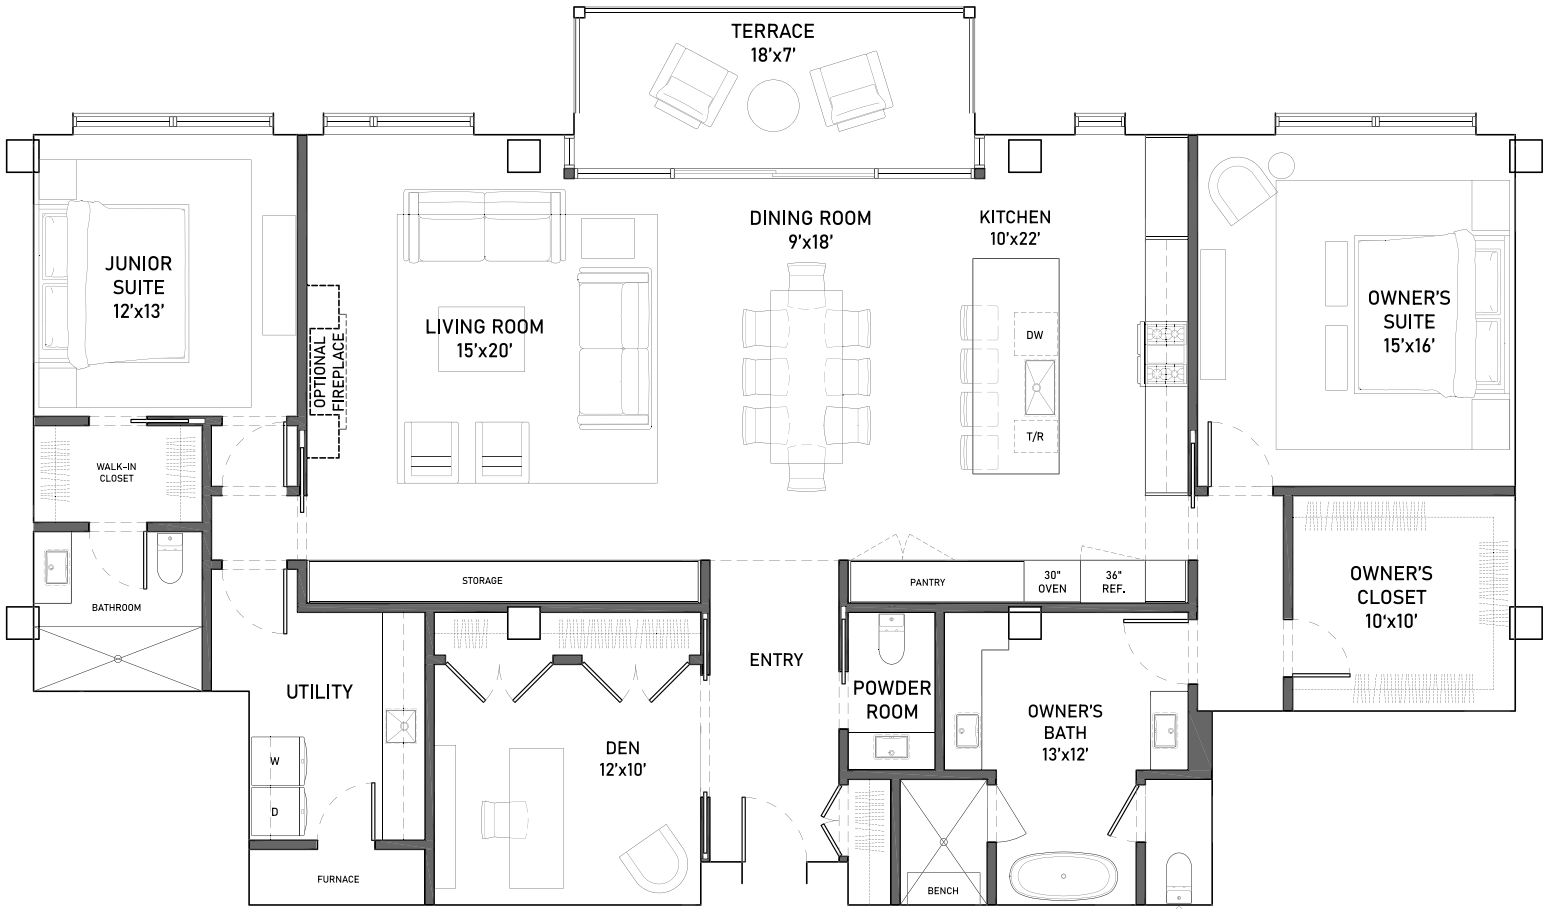 TERRACE
18'x7'
JUNIOR
SUITE
12'x13'
OPTIONAL
FIREPLACE
LIVING ROOM
15'x20'
DINING ROOM
9'x18'
KITCHEN
10'x22'
DW
T/R
OWNER'S
SUITE
15'x16'
WALK-IN
CLOSET
BATHROOM
STORAGE
PANTRY
30"
OVEN
36"
REF.
OWNER'S
CLOSET
10'x10'
UTILITY
W
D
FURNACE
DEN
12'x10'
ENTRY
POWDER
ROOM
OWNER'S
BATH
13'x12'
BENCH